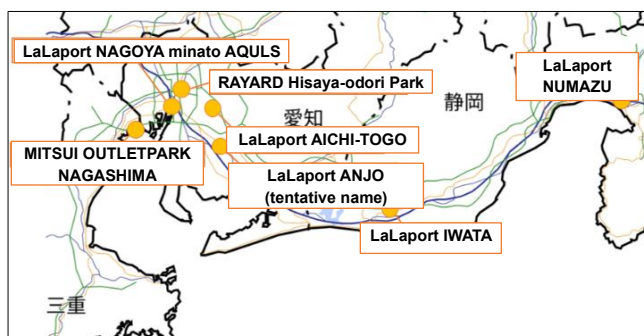 LaLaport NAGOYA minato AQULS
RAYARD Hisaya-odori Park
LaLaport
NUMAZU
静岡
愛知
LaLaport AICHI-TOGO
MITSUI OUTLETPARK
NAGASHIMA
LaLaport ANJO
(tentative name)
LaLaport IWATA
三重